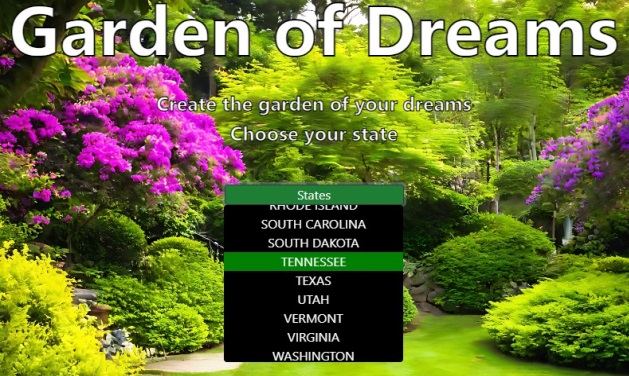 Garden of Dreams
Create the garden of your dreams
Choose your state
States
RHODE ISLAND
SOUTH CAROLINA
SOUTH DAKOTA
TENNESSEE
TEXAS
UTAH
VERMONT
VIRGINIA
WASHINGTON